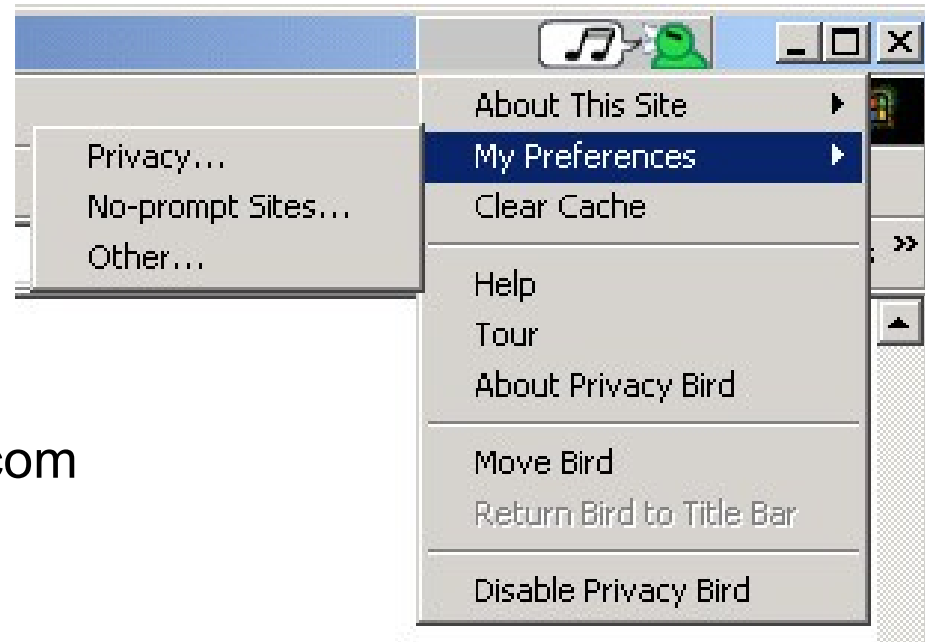 About This Site
My Preferences
Clear Cache
Help
Tour
About Privacy Bird
Move Bird
Return Bird to Title Bar
Disable Privacy Bird
Privacy...
No-prompt Sites...
Other...
com